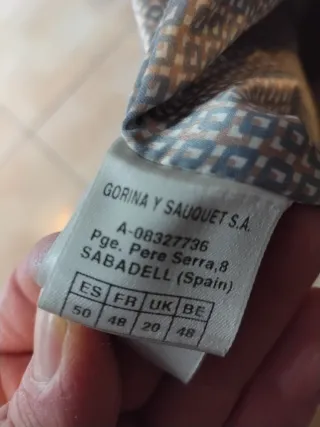 GORINA Y SAUQUET S.A.
A-08327736
Pge. Pere Serra,8
SABADELL (Spain)
ES FR UK BE
50 48 20 48